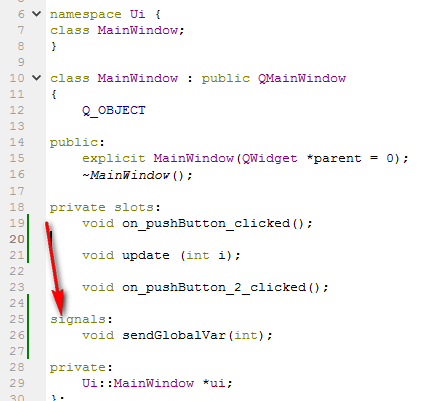 6 namespace Ui {
7 class MainWindow;
8 }
9
10 class MainWindow : public QMainWindow
11 {
12 Q_OBJECT
13
14 public:
15 explicit MainWindow(QWidget *parent = 0);
16 ~MainWindow();
17
18 private slots:
19 void on_pushButton_clicked();
20
21 void update (int i);
22
23 void on_pushButton_2_clicked();
24
25 signals:
26 void sendGlobalVar(int);
27
28 private:
29 Ui::MainWindow *ui;
30 };